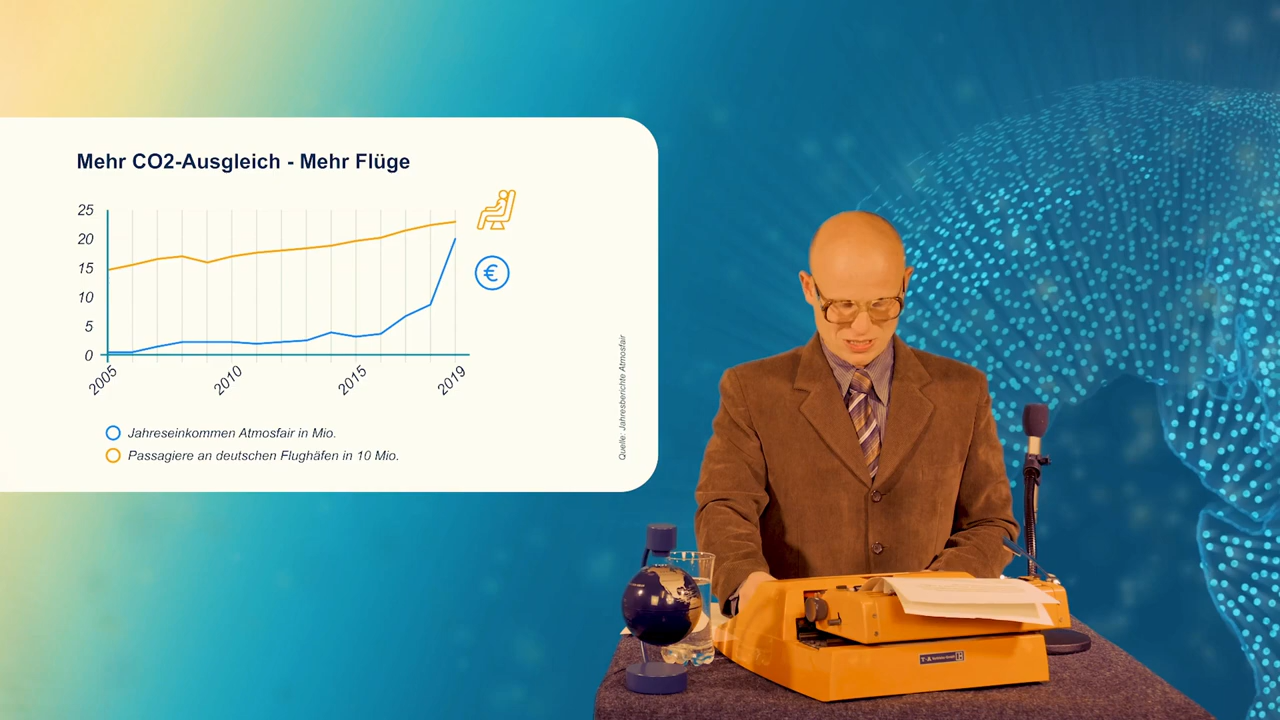 Mehr CO2-Ausgleich - Mehr Flüge
25
20
15
10
5
0
2005
2010
2015
2019
€
Jahreseinkommen Atmosfair in Mio.
Passagiere an deutschen Flughäfen in 10 Mio.
Quelle: Jahresberichte Atmosfair
T-A